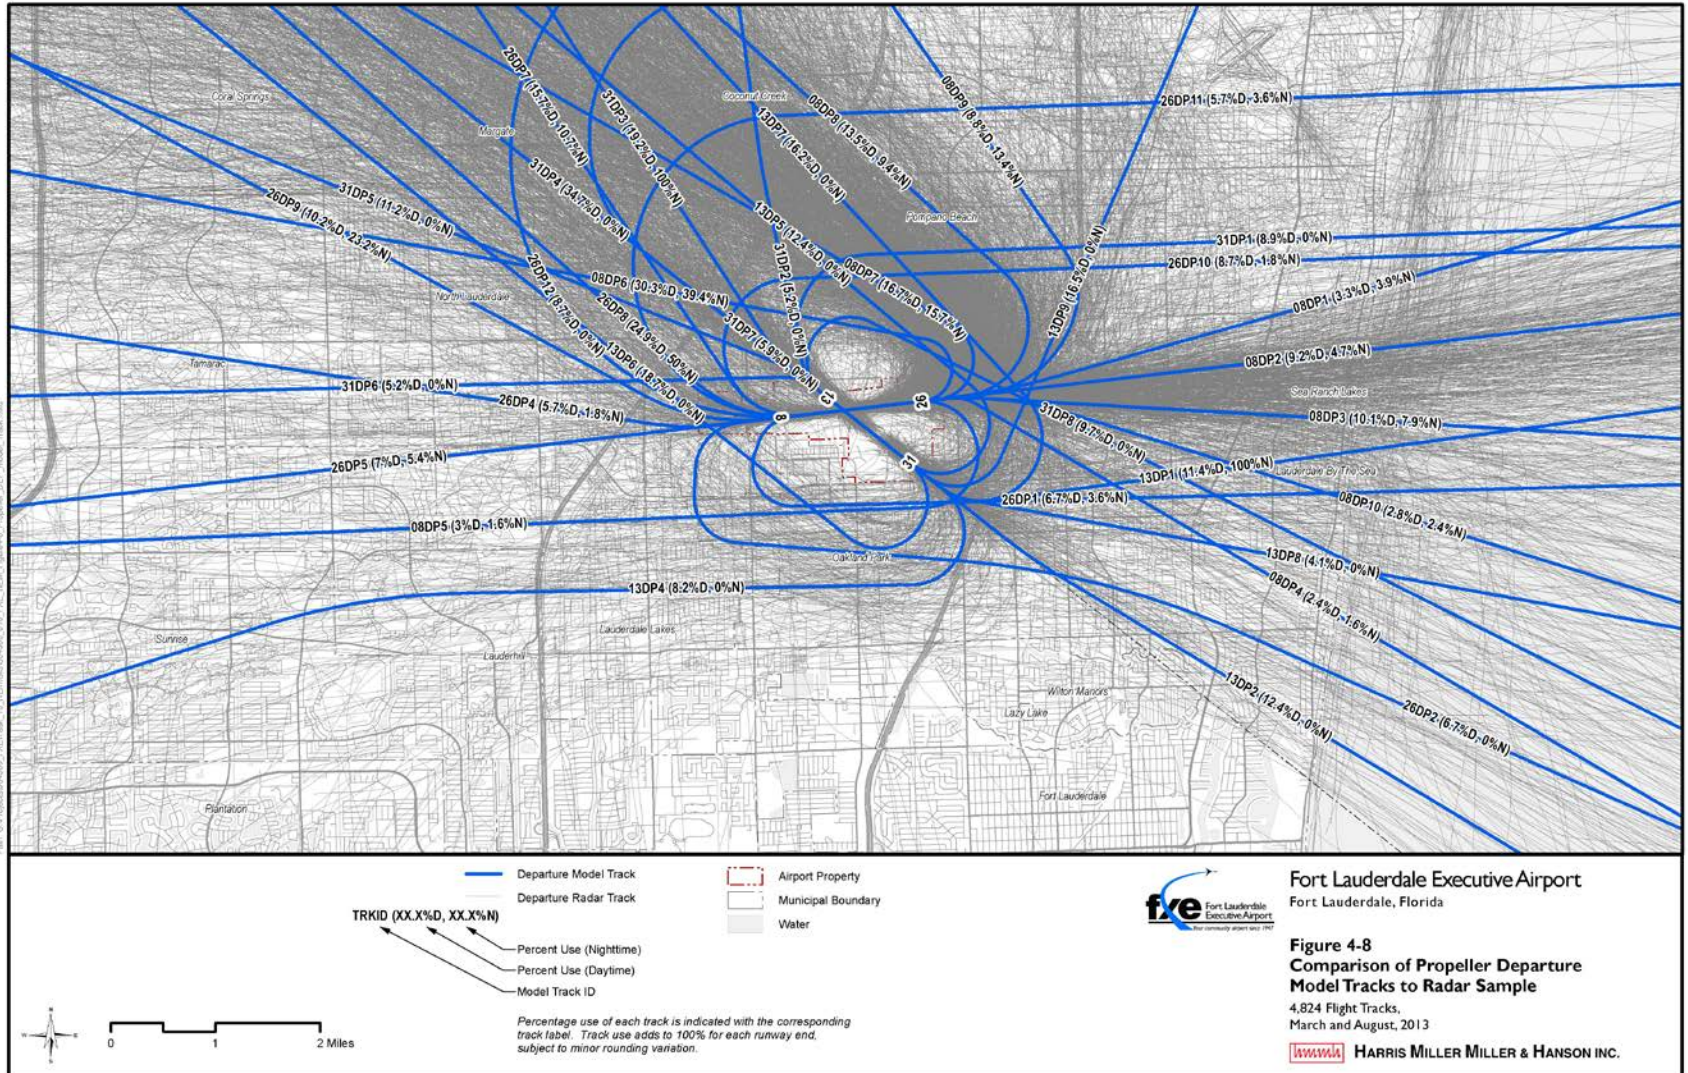 26DP7 (15.7%D, 10.7%N)
31DP3 (19.2%D, 100%N)
Coral Springs
Margate
Coconut Creek
13DP7 (16.2%D, 0%N)
08DP8 (13.5%D, 9.4%N)
08DP9 (8.8%D, 13.4%N)
26DP11 (5.7%D, 3.6%N)
31DP4 (34.7%D, 0%N)
31DP5 (11.2%D, 0%N)
26DP9 (10.2%D, 23.2%N)
13DP5 (12.4%D, 0%N)
Pompano Beach
31DP1 (8.9%D, 0%N)
26DP10 (8.7%D, 1.8%N)
31DP2 (5.2%D, 0%N)
08DP7 (16.7%D, 15.7%N)
13DP9 (16.5%D, 0%N)
08DP1 (3.3%D, 3.9%N)
26DP12 (8.7%D, 0%N)
08DP6 (30.3%D, 39.4%N)
North Lauderdale
26DP8 (24.9%D, 50%N)
31DP7 (5.9%D, 0%N)
13DP6 (18.7%D, 0%N)
08DP2 (9.2%D, 4.7%N)
Tamarac
31DP6 (5.2%D, 0%N)
Sea Ranch Lakes
26DP4 (5.7%D, 1.8%N)
8
13
26
31
31DP8 (9.7%D, 0%N)
08DP3 (10.1%D, 7.9%N)
26DP5 (7%D, 5.4%N)
13DP1 (11.4%D, 100%N)
Lauderdale By The Sea
26DP1 (6.7%D, 3.6%N)
08DP10 (2.8%D, 2.4%N)
08DP5 (3%D, 1.6%N)
Oakland Park
13DP8 (4.1%D, 0%N)
13DP4 (8.2%D, 0%N)
08DP4 (2.4%D, 1.6%N)
Sunrise
Lauderdale Lakes
Lauderhill
Wilton Manors
Lazy Lake
13DP2 (12.4%D, 0%N)
26DP2 (6.7%D, 0%N)
Plantation
Fort Lauderdale
Departure Model Track
Departure Radar Track
TRKID (XX.X%D, XX.X%N)
Percent Use (Nighttime)
Percent Use (Daytime)
Model Track ID
Airport Property
Municipal Boundary
Water
Percentage use of each track is indicated with the corresponding
track label. Track use adds to 100% for each runway end,
subject to minor rounding variation.
N
W
E
S
0 1 2 Miles
fxe
Fort Lauderdale
Executive Airport
Your community airport since 1947
Fort Lauderdale Executive Airport
Fort Lauderdale, Florida
Figure 4-8
Comparison of Propeller Departure
Model Tracks to Radar Sample
4,824 Flight Tracks,
March and August, 2013
hmmh
HARRIS MILLER MILLER & HANSON INC.